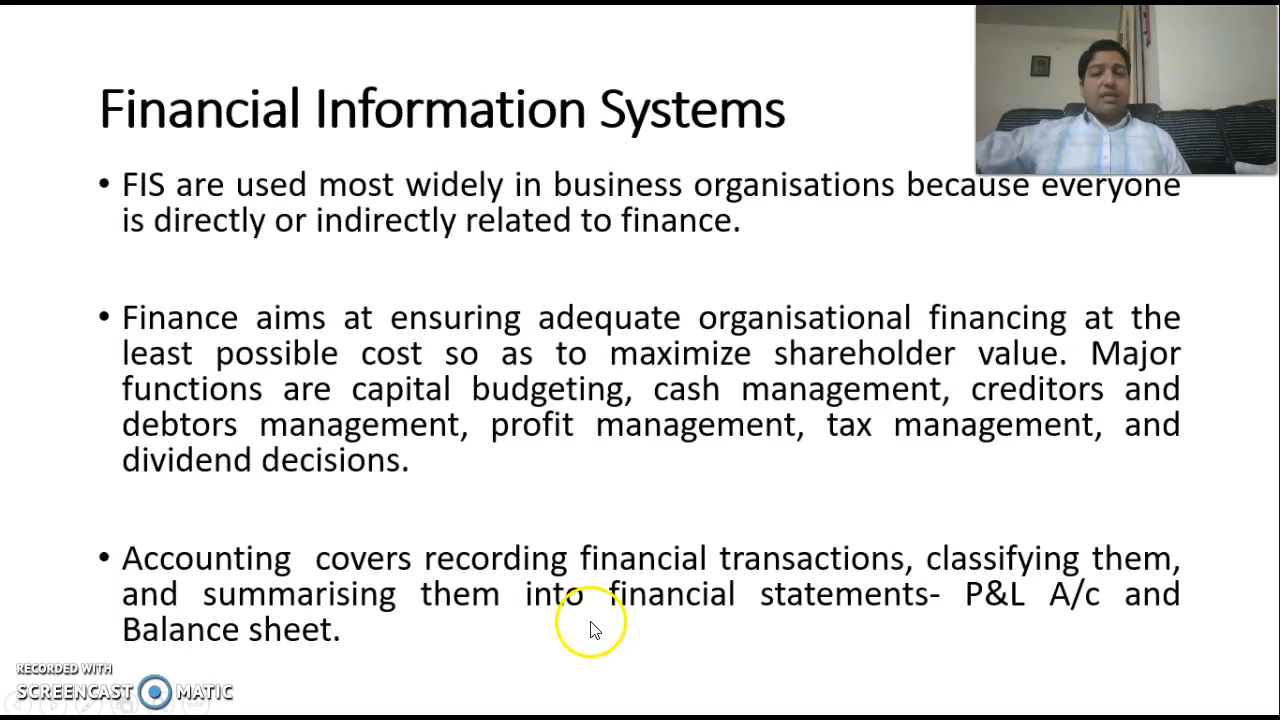 Financial Information Systems
• FIS are used most widely in business organisations because everyone
is directly or indirectly related to finance.
• Finance aims at ensuring adequate organisational financing at the
least possible cost so as to maximize shareholder value. Major
functions are capital budgeting, cash management, creditors and
debtors management, profit management, tax management, and
dividend decisions.
• Accounting covers recording financial transactions, classifying them,
and summarising them into financial statements- P&L A/c and
Balance sheet.
RECORDED WITH
SCREENCAST MATIC